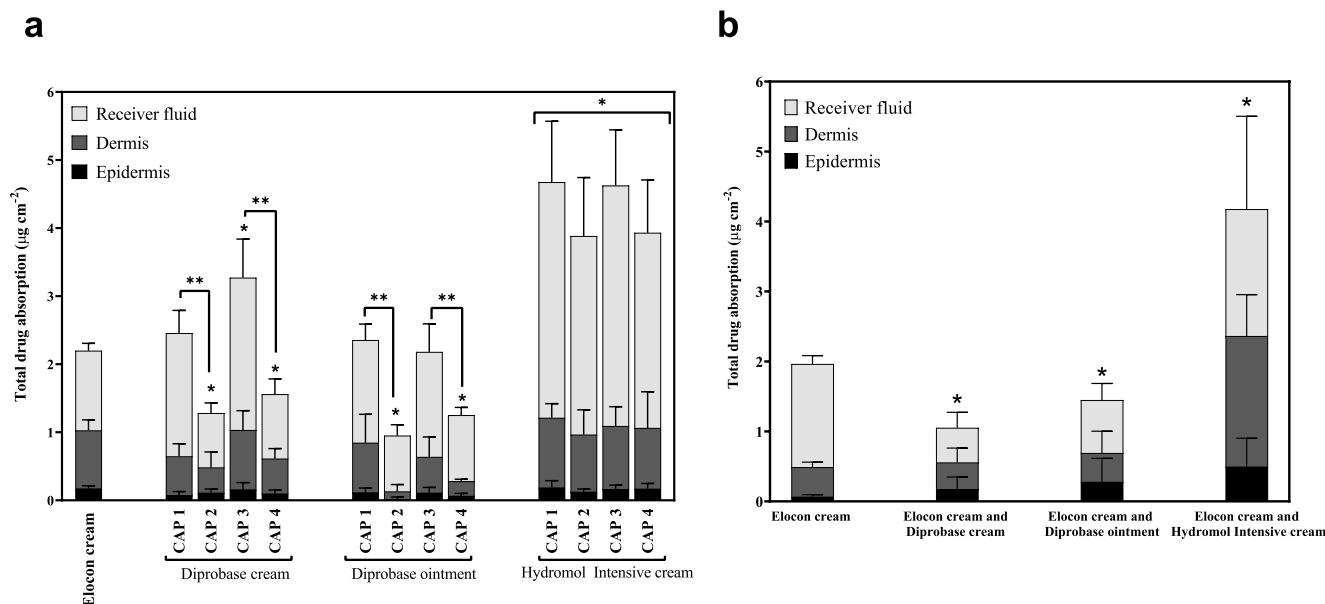 a
Total drug absorption (µg cm-2)
6
5
4
3
2
1
0
Receiver fluid
Dermis
Epidermis
**
*
*
**
*
**
*
**
*
*
Elocon cream
CAP 1
CAP 2
CAP 3
CAP 4
Diprobase cream
CAP 1
CAP 2
CAP 3
CAP 4
Diprobase ointment
CAP 1
CAP 2
CAP 3
CAP 4
Hydromol Intensive cream
b
Total drug absorption (µg cm-2)
6
5
4
3
2
1
0
Receiver fluid
Dermis
Epidermis
*
*
*
Elocon cream
Elocon cream and
Diprobase cream
Elocon cream and
Diprobase ointment
Elocon cream and
Hydromol Intensive cream